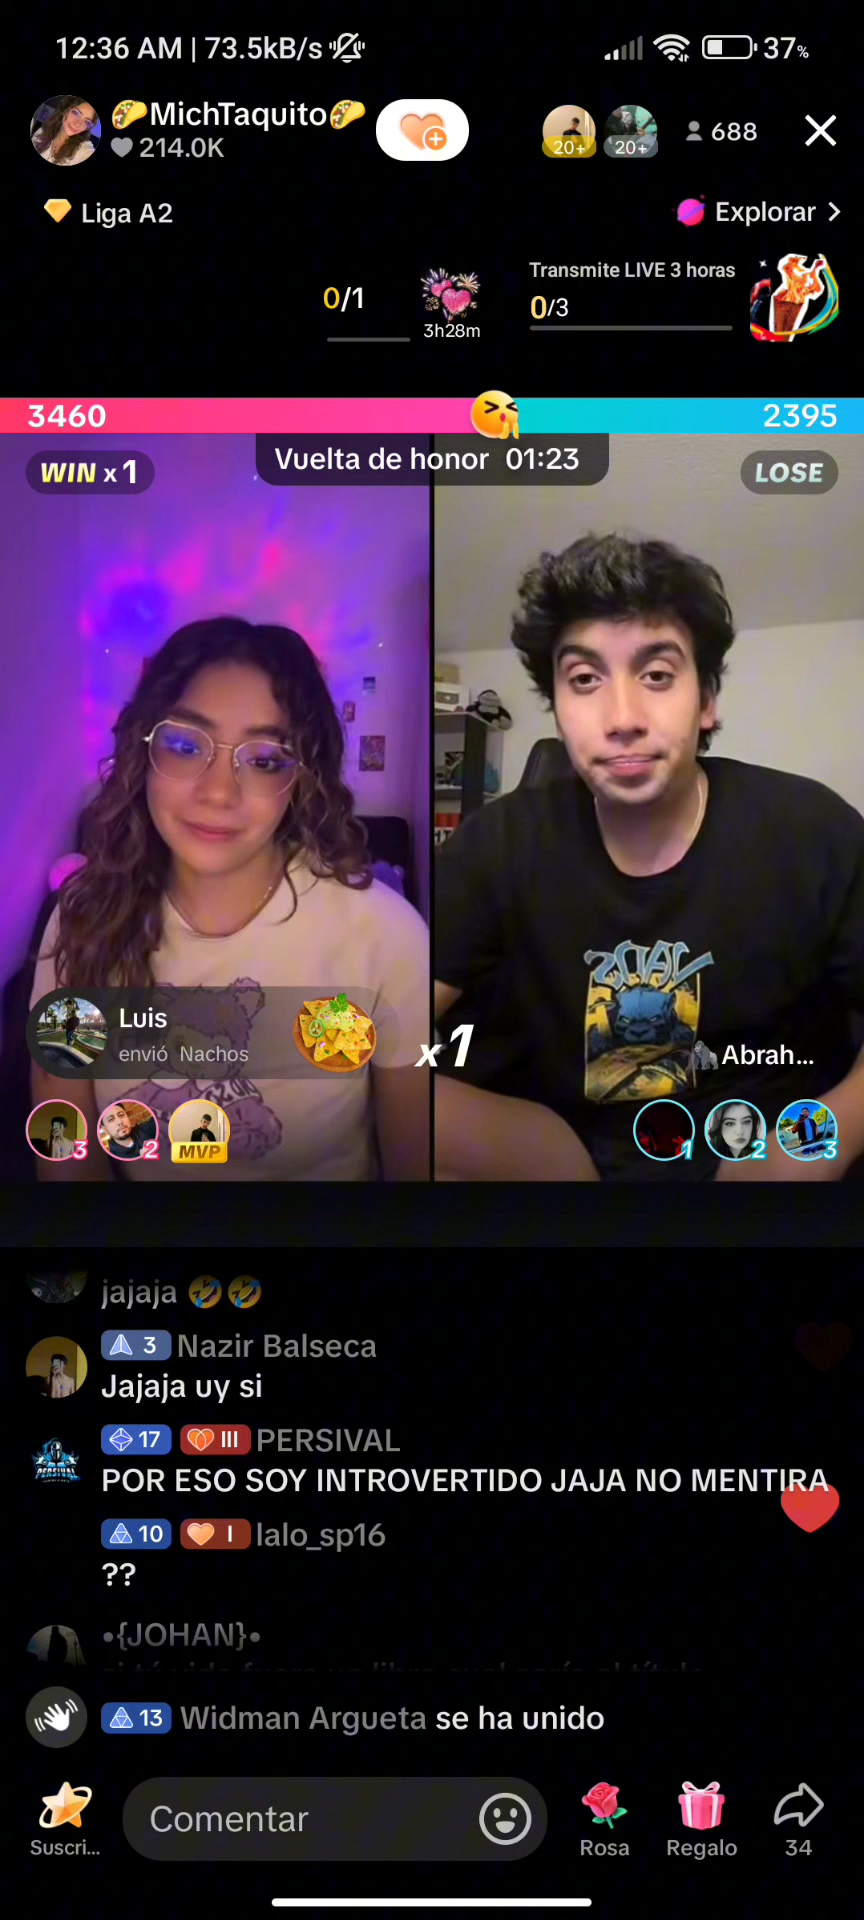 12:36 AM | 73.5kB/s
37%
🌮MichTaquito🌮
214.0K
20+
20+
688
Liga A2
Explorar >
0/1
3h28m
Transmite LIVE 3 horas
0/3
3460
2395
WIN x1
Vuelta de honor 01:23
LOSE
Luis
envió Nachos
x1
🦍Abrah...
3
2
MVP
1
2
3
jajaja 🤣🤣
3 Nazir Balseca
Jajaja uy si
17 III PERSIVAL
POR ESO SOY INTROVERTIDO JAJA NO MENTIRA
10 I lalo_sp16
??
•{JOHAN}•
13 Widman Argueta se ha unido
Suscri...
Comentar
Rosa
Regalo
34